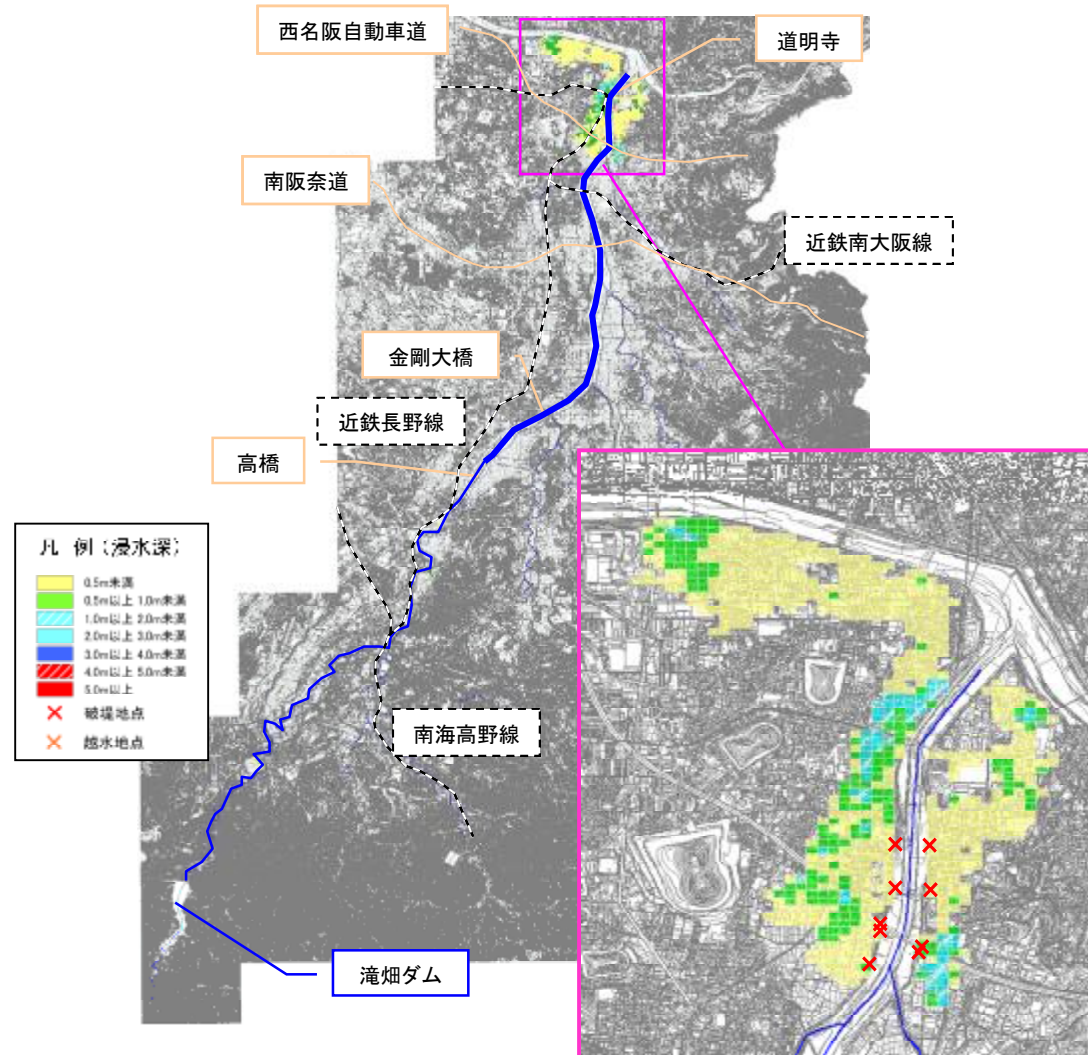 西名阪自動車道
道明寺
南阪奈道
近鉄南大阪線
金剛大橋
近鉄長野線
高橋
凡 例（浸水深）
0.5m未満
0.5m以上 1.0m未満
1.0m以上 2.0m未満
2.0m以上 3.0m未満
3.0m以上 4.0m未満
4.0m以上 5.0m未満
5.0m以上
破堤地点
越水地点
南海高野線
滝畑ダム